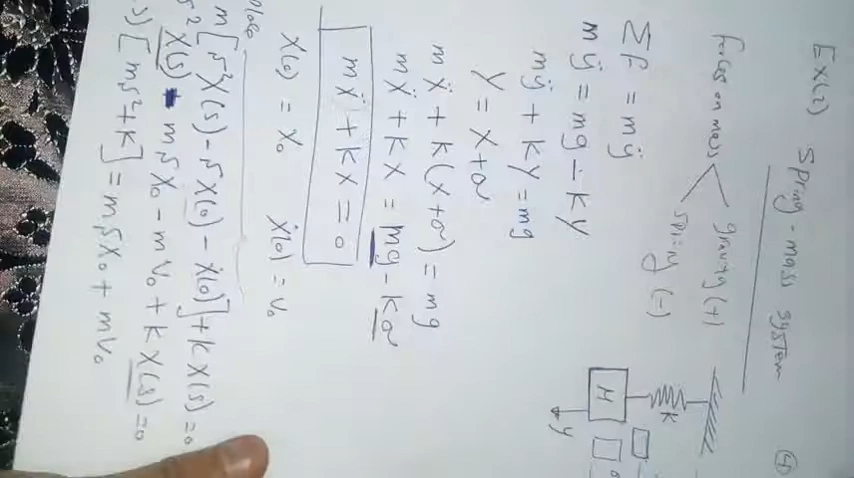 Ex(2) Spring - mass system ④
forces on mass < gravity (+)
spring (-)
K
M
y
ΣF = mÿ
mÿ = mg - ky
mÿ + ky = mg
y = x + a
mẍ + k(x+a) = mg
mẍ + kx = mg - ka
mẍ + kx = 0
x(0) = x₀ ẋ(0) = v₀
m[s²X(s) - sx(0) - ẋ(0)] + kX(s) = 0
s²X(s) - msx₀ - mv₀ + kX(s) = 0
[ms² + k] = msx₀ + mv₀